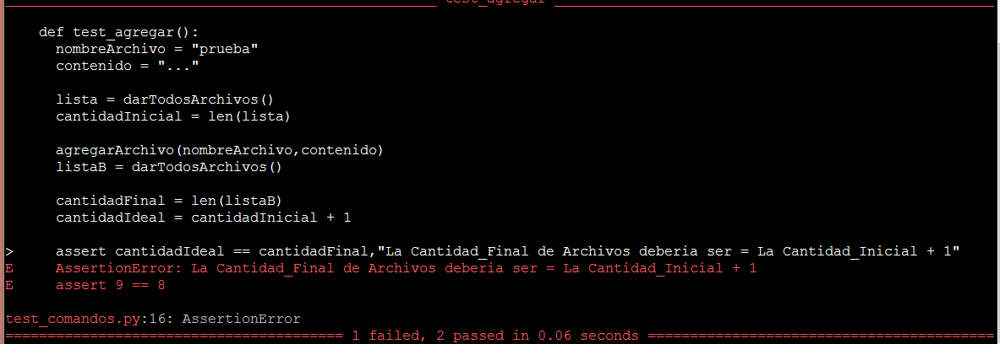 test_agregar
def test_agregar():
nombreArchivo = "prueba"
contenido = "..."
lista = darTodosArchivos()
cantidadInicial = len(lista)
agregarArchivo(nombreArchivo,contenido)
listaB = darTodosArchivos()
cantidadFinal = len(listaB)
cantidadIdeal = cantidadInicial + 1
> assert cantidadIdeal == cantidadFinal,"La Cantidad_Final de Archivos deberia ser = La Cantidad_Inicial + 1"
E AssertionError: La Cantidad_Final de Archivos deberia ser = La Cantidad_Inicial + 1
E assert 9 == 8
test_comandos.py:16: AssertionError
======================================== 1 failed, 2 passed in 0.06 seconds =========================================